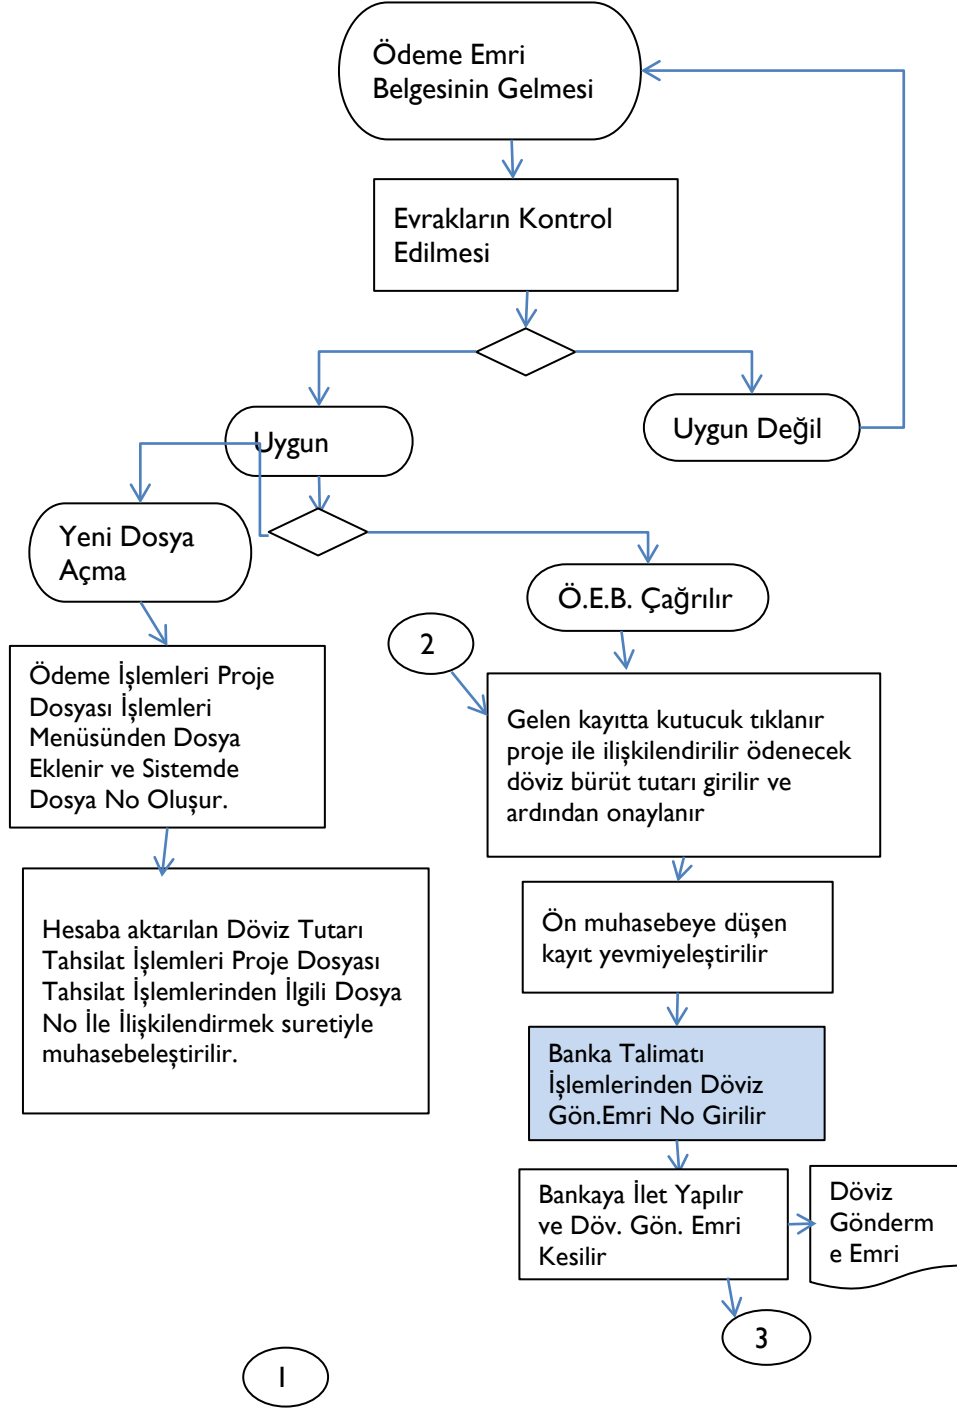 Ödeme Emri
Belgesinin Gelmesi
Evrakların Kontrol
Edilmesi
Uygun
Uygun Değil
Yeni Dosya
Açma
Ö.E.B. Çağrılır
2
Ödeme İşlemleri Proje
Dosyası İşlemleri
Menüsünden Dosya
Eklenir ve Sistemde
Dosya No Oluşur.
Gelen kayıtta kutucuk tıklanır
proje ile ilişkilendirilir ödenecek
döviz bürüt tutarı girilir ve
ardından onaylanır
Hesaba aktarılan Döviz Tutarı
Tahsilat İşlemleri Proje Dosyası
Tahsilat İşlemlerinden İlgili Dosya
No İle İlişkilendirmek suretiyle
muhasebeleştirilir.
Ön muhasebeye düşen
kayıt yevmiyeleştirilir
Banka Talimatı
İşlemlerinden Döviz
Gön.Emri No Girilir
Bankaya İlet Yapılır
ve Döv. Gön. Emri
Kesilir
Döviz
Gönderm
e Emri
3
1